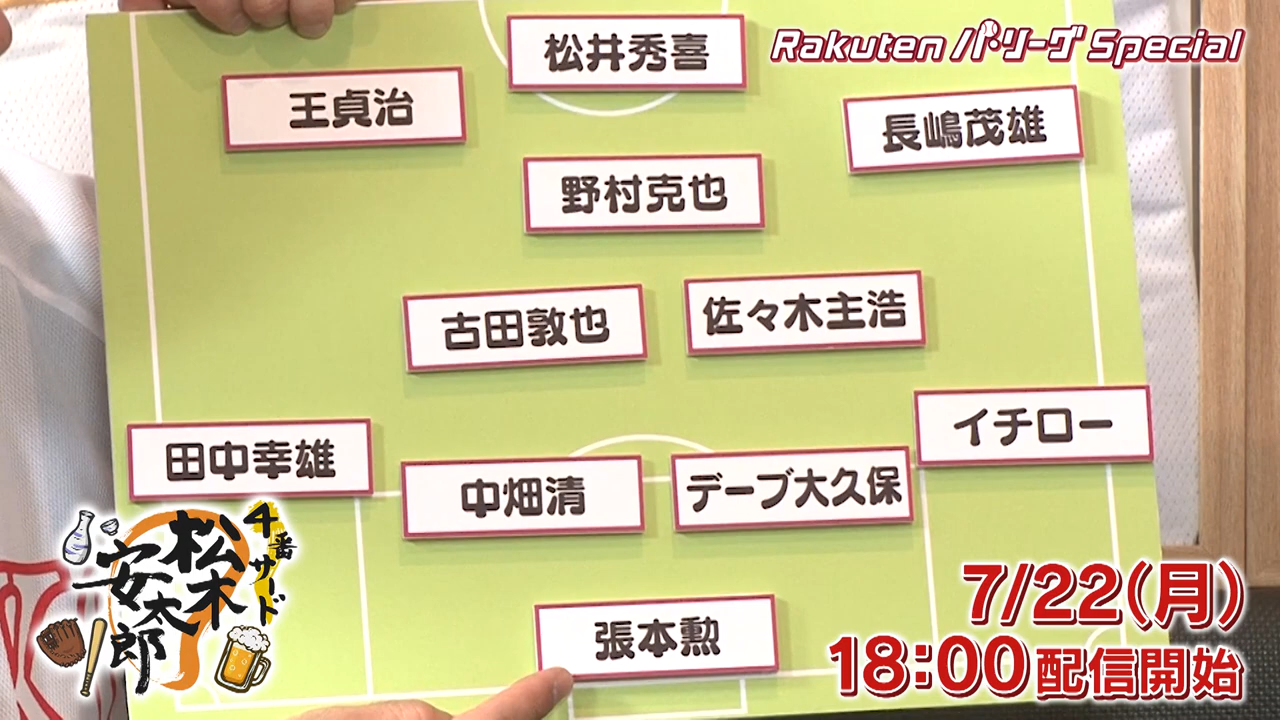 Rakuten パ・リーグ Special
松井秀喜
王貞治
長嶋茂雄
野村克也
古田敦也
佐々木主浩
田中幸雄
中畑清
デーブ大久保
イチロー
張本勲
4番サード
松木
安太郎
7/22(月)
18:00配信開始